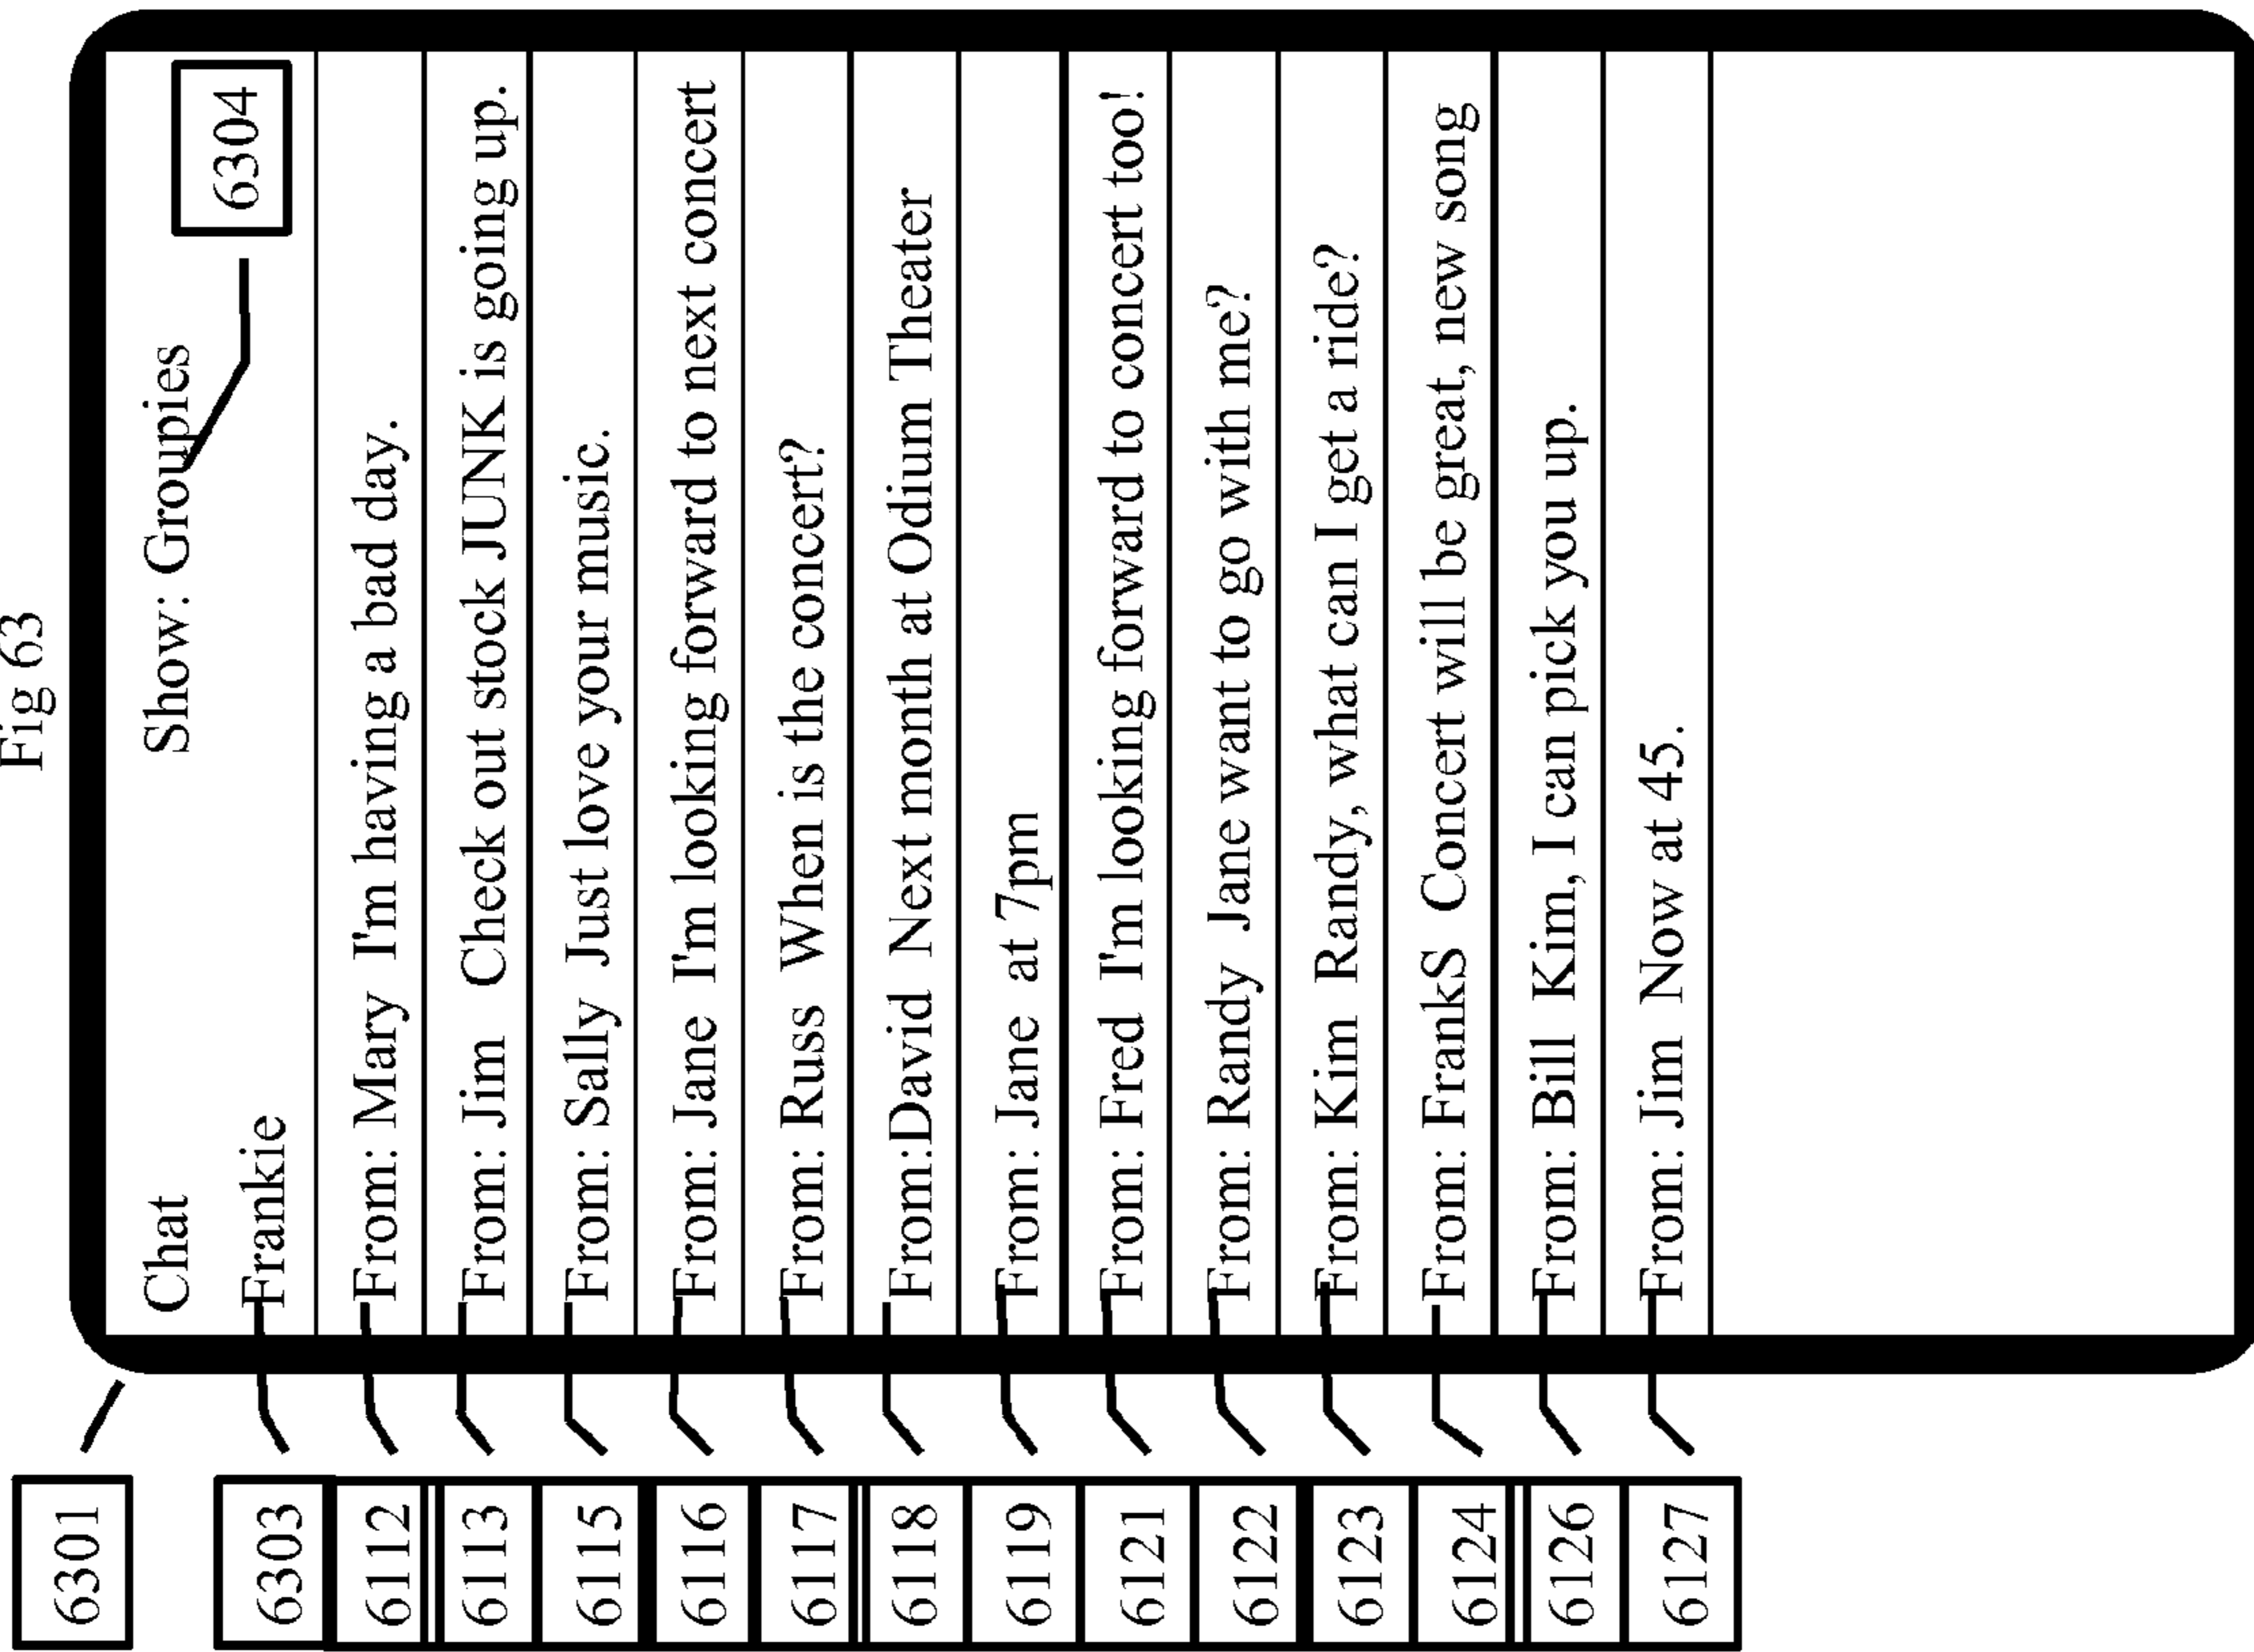 Fig 63
6301
Chat Show: Groupies
6303 Frankie 6304
6112 From: Mary I'm having a bad day.
6113 From: Jim Check out stock JUNK is going up.
6115 From: Sally Just love your music.
6116 From: Jane I'm looking forward to next concert
6117 From: Russ When is the concert?
6118 From:David Next month at Odium Theater
6119 From: Jane at 7pm
6121 From: Fred I'm looking forward to concert too!
6122 From: Randy Jane want to go with me?
6123 From: Kim Randy, what can I get a ride?
6124 From: FrankS Concert will be great, new song
6126 From: Bill Kim, I can pick you up.
6127 From: Jim Now at 45.